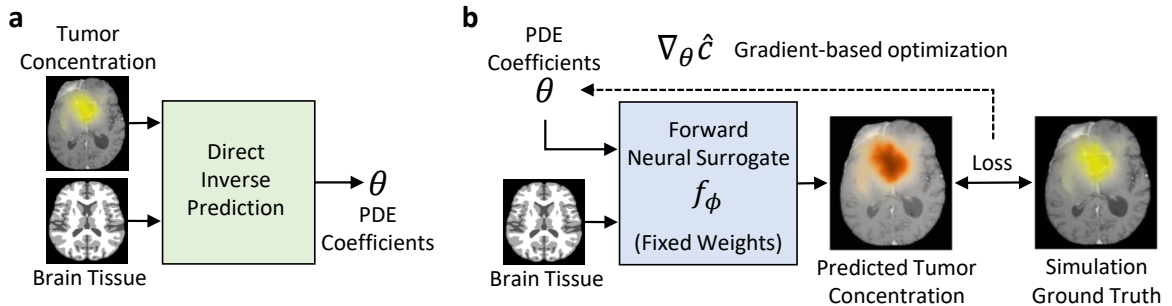 a
Tumor
Concentration
Direct
Inverse
Prediction
θ
PDE
Coefficients
Brain Tissue
b
PDE
Coefficients
θ
∇θ ĉ Gradient-based optimization
Forward
Neural Surrogate
fϕ
(Fixed Weights)
Brain Tissue
Loss
Predicted Tumor
Concentration
Simulation
Ground Truth